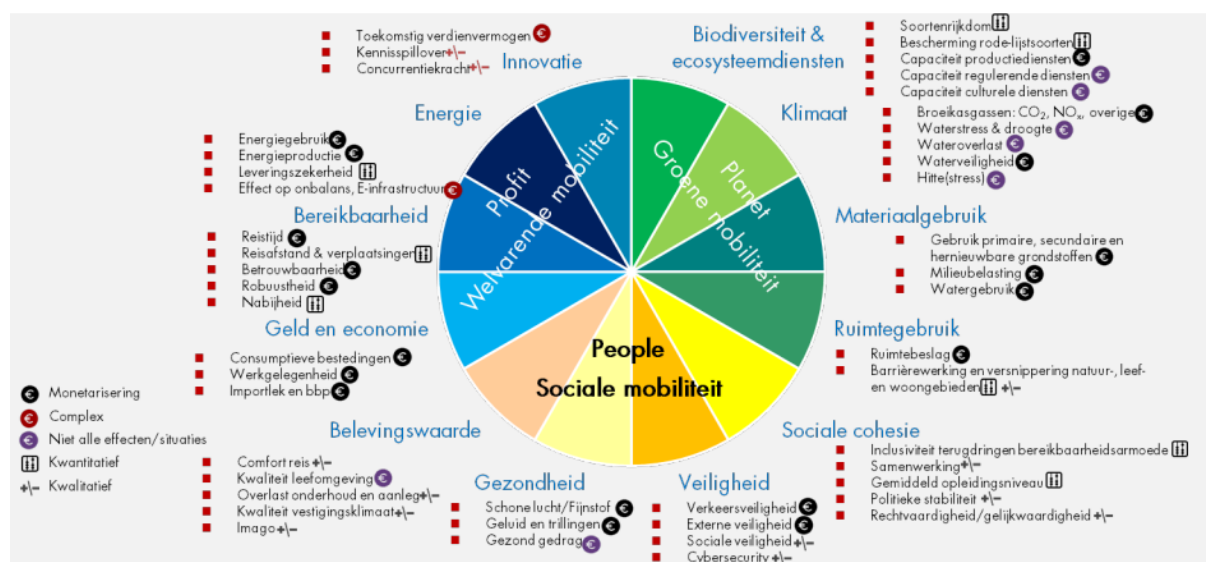 Toekomstig verdienvermogen €
Kennisspillover+\-
Concurrentiekracht+\-
Innovatie
Biodiversiteit &
ecosysteemdiensten
Soortenrijkdom
Bescherming rode-lijstsoorten
Capaciteit productiediensten €
Capaciteit regulerende diensten €
Capaciteit culturele diensten €
Energie
Energiegebruik €
Energieproductie €
Leveringszekerheid
Effect op onbalans, E-infrastructuur €
Klimaat
Broeikasgassen: CO₂, NOₓ, overige €
Waterstress & droogte €
Wateroverlast €
Waterveiligheid €
Hitte(stress) €
Bereikbaarheid
Reistijd €
Reisafstand & verplaatsingen
Betrouwbaarheid €
Robuustheid €
Nabijheid
Materiaalgebruik
Gebruik primaire, secundaire en
hernieuwbare grondstoffen €
Milieubelasting €
Watergebruik €
Profit
Welvarende mobiliteit
Planet
Groene mobiliteit
People
Sociale mobiliteit
Geld en economie
Consumptieve bestedingen €
Werkgelegenheid €
Importlek en bbp €
Ruimtegebruik
Ruimtebeslag €
Barrièrewerking en versnippering natuur-, leef-
en woongebieden +\-
€ Monetarisering
€ Complex
€ Niet alle effecten/situaties
Kwantitatief
+\- Kwalitatief
Belevingswaarde
Comfort reis +\-
Kwaliteit leefomgeving €
Overlast onderhoud en aanleg+\-
Kwaliteit vestigingsklimaat+\-
Imago+\-
Gezondheid
Schone lucht/Fijnstof €
Geluid en trillingen €
Gezond gedrag €
Veiligheid
Verkeersveiligheid €
Externe veiligheid €
Sociale veiligheid+\-
Cybersecurity +\-
Sociale cohesie
Inclusiviteit terugdringen bereikbaarheidsarmoede
Samenwerking+\-
Gemiddeld opleidingsniveau
Politieke stabiliteit +\-
Rechtvaardigheid/gelijkwaardigheid +\-